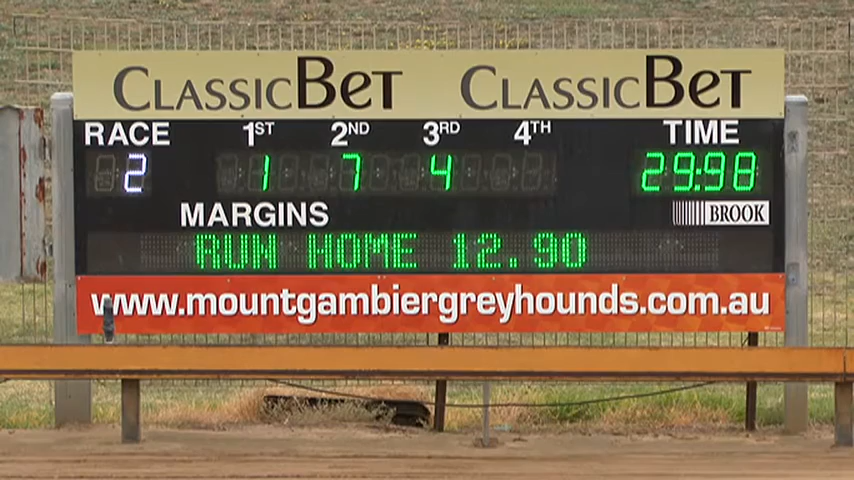 CLASSICBET CLASSICBET
RACE 1ST 2ND 3RD 4TH TIME
2 1 7 4 29:98
MARGINS BROOK
RUN HOME 12.90
www.mountgambiergreyhounds.com.au